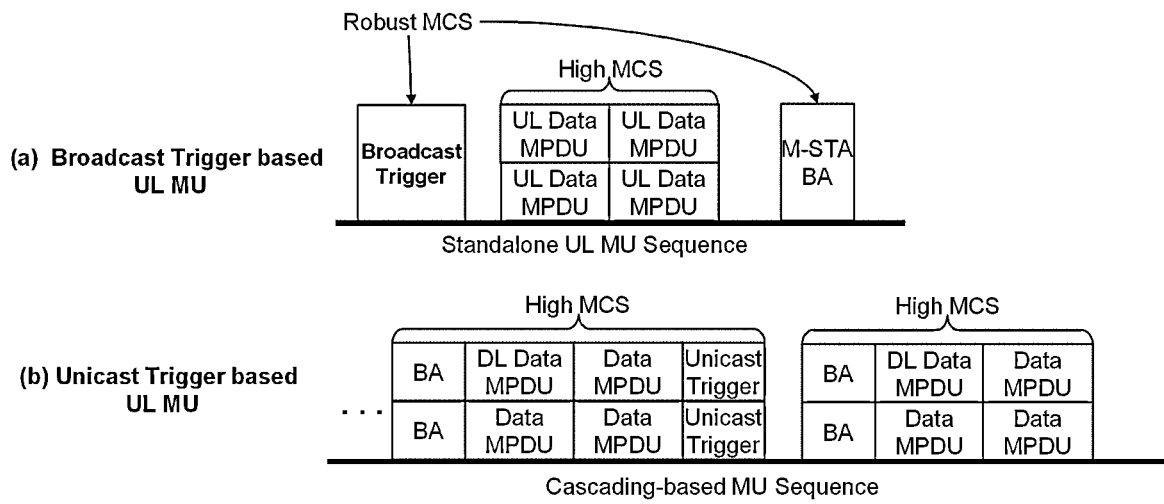 Robust MCS
High MCS
(a) Broadcast Trigger based
UL MU
Broadcast
Trigger
UL Data
MPDU
UL Data
MPDU
UL Data
MPDU
UL Data
MPDU
M-STA
BA
Standalone UL MU Sequence
High MCS
High MCS
(b) Unicast Trigger based
UL MU
. . .
BA
DL Data
MPDU
Data
MPDU
Unicast
Trigger
BA
Data
MPDU
Data
MPDU
Unicast
Trigger
BA
DL Data
MPDU
Data
MPDU
BA
Data
MPDU
Data
MPDU
Cascading-based MU Sequence